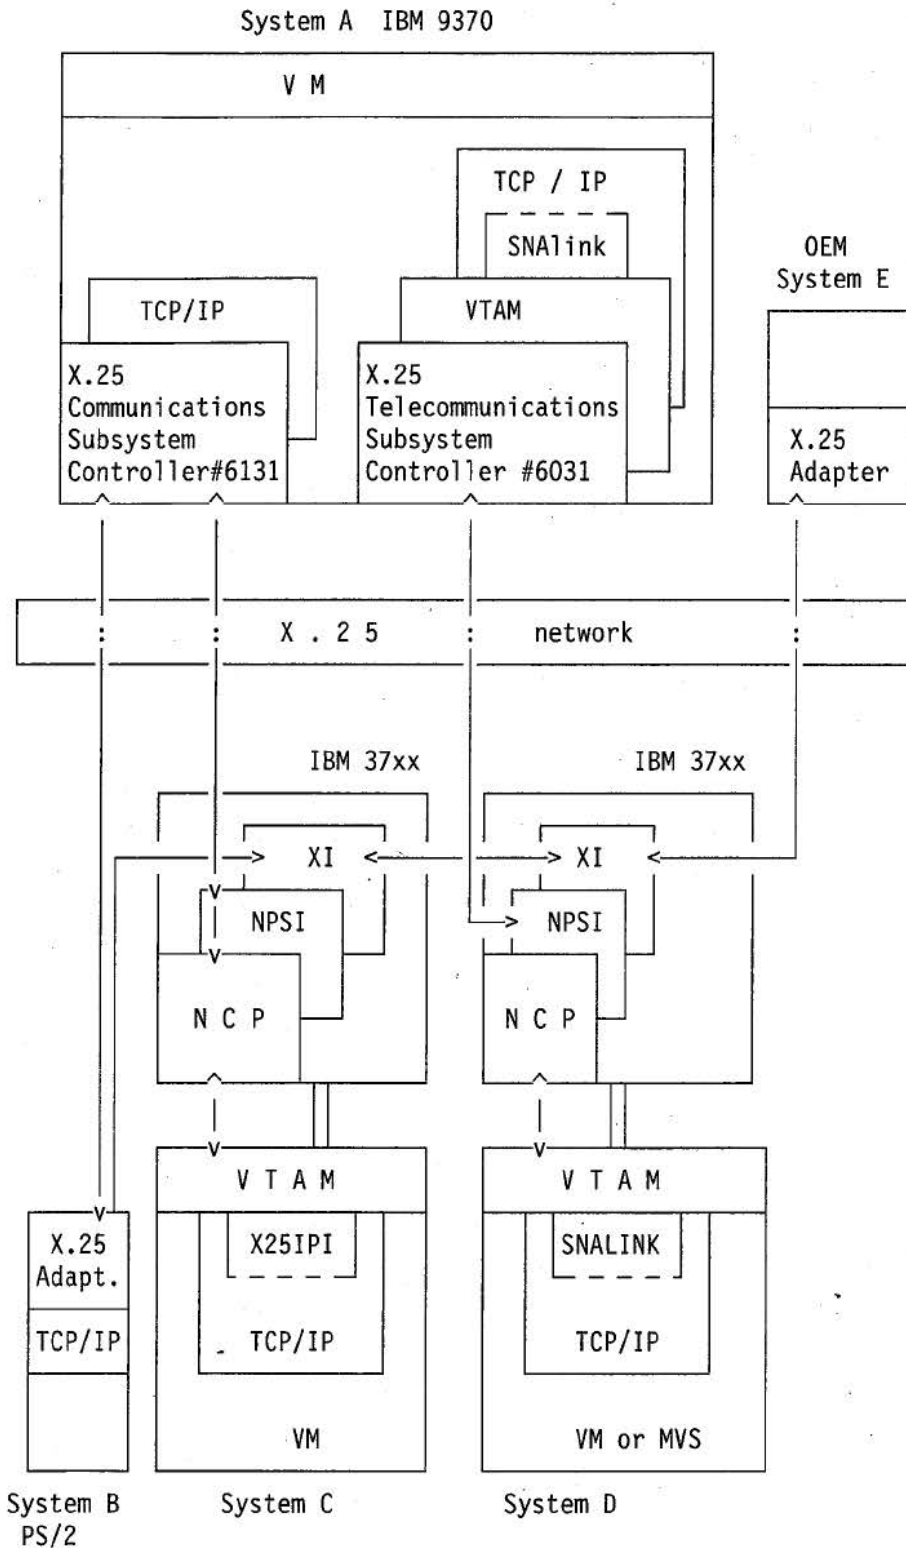 System A IBM 9370
V M
TCP / IP
SNAlink
OEM
System E
TCP/IP
VTAM
X.25
Communications
Subsystem
Controller#6131
X.25
Telecommunications
Subsystem
Controller #6031
X.25
Adapter
: : X . 2 5 : network :
IBM 37xx
IBM 37xx
XI
XI
NPSI
NPSI
N C P
N C P
V T A M
V T A M
X.25
Adapt.
X25IPI
SNALINK
TCP/IP
TCP/IP
TCP/IP
VM
VM or MVS
System B
PS/2
System C
System D